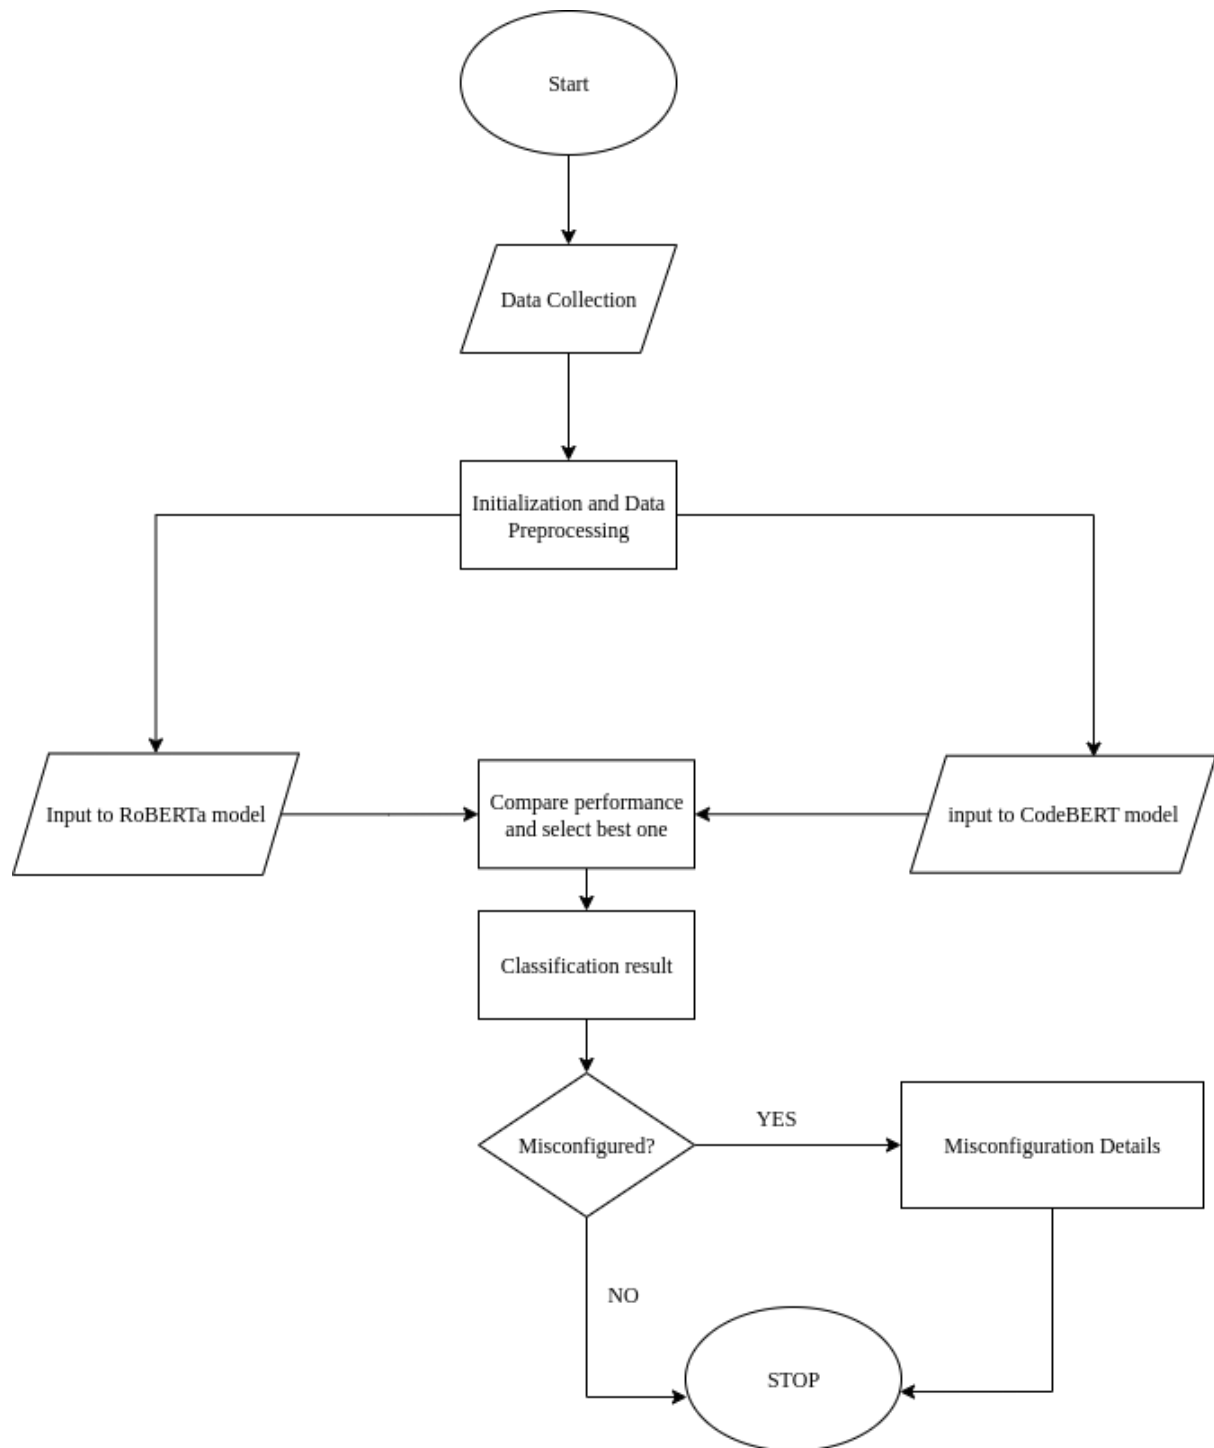 Start
Data Collection
Initialization and Data
Preprocessing
Input to RoBERTa model
Compare performance
and select best one
input to CodeBERT model
Classification result
Misconfigured?
YES
Misconfiguration Details
NO
STOP